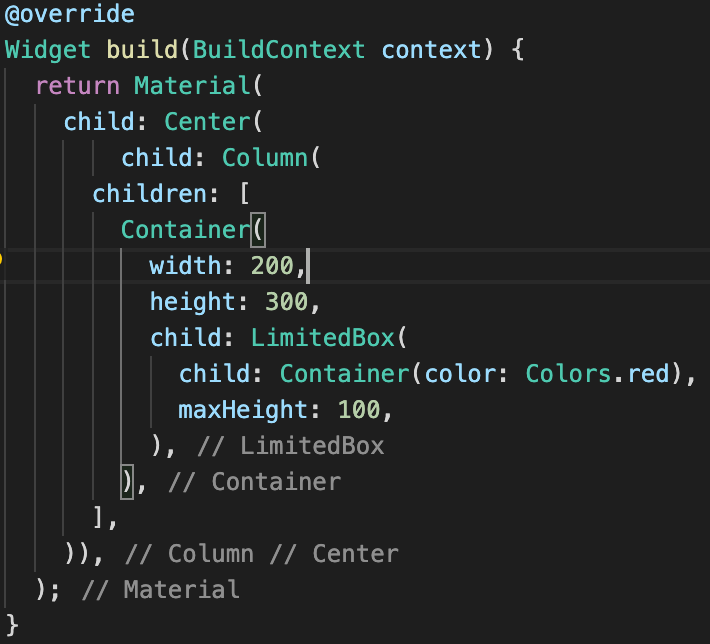 @override
Widget build(BuildContext context) {
return Material(
child: Center(
child: Column(
children: [
Container(
width: 200,
height: 300,
child: LimitedBox(
child: Container(color: Colors.red),
maxHeight: 100,
), // LimitedBox
), // Container
],
)), // Column // Center
); // Material
}